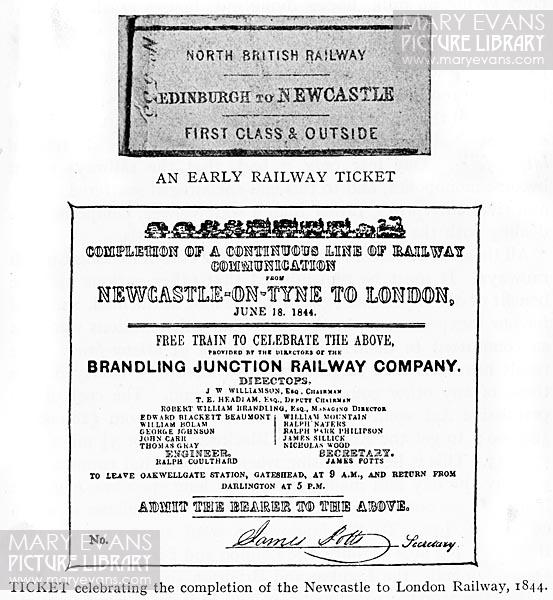 MARY EVANS
PICTURE LIBRARY
www.maryevans.com
NORTH BRITISH RAILWAY
EDINBURGH TO NEWCASTLE
FIRST CLASS & OUTSIDE
AN EARLY RAILWAY TICKET
COMPLETION OF A CONTINUOUS LINE OF RAILWAY
COMMUNICATION
FROM
NEWCASTLE-ON-TYNE TO LONDON,
JUNE 18. 1844.
FREE TRAIN TO CELEBRATE THE ABOVE,
PROVIDED BY THE DIRECTORS OF THE
BRANDLING JUNCTION RAILWAY COMPANY.
DIRECTORS.
J W WILLIAMSON, ESQ, CHAIRMAN
T. E. HEADLAM, ESQ., DEPUTY CHAIRMAN
ROBERT WILLIAM BRANDLING, ESQ., MANAGING DIRECTOR
EDWARD BLACKETT BEAUMONT WILLIAM MOUNTAIN
WILLIAM BOLAM RALPH NATERS
GEORGE JOHNSON RALPH PARK PHILIPSON
JOHN CARR JAMES SILLICK
THOMAS GRAY NICHOLAS WOOD
ENGINEER. SECRETARY.
RALPH COULTHARD JAMES POTTS
TO LEAVE OAKWELLGATE STATION, GATESHEAD, AT 9 A.M., AND RETURN FROM
DARLINGTON AT 5 P.M.
ADMIT THE BEARER TO THE ABOVE.
No. James Potts Secretary.
MARY EVANS
PICTURE LIBRARY
www.maryevans.com
MARY EVANS
PICTURE LIBRARY
www.maryevans.com
TICKET celebrating the completion of the Newcastle to London Railway, 1844.